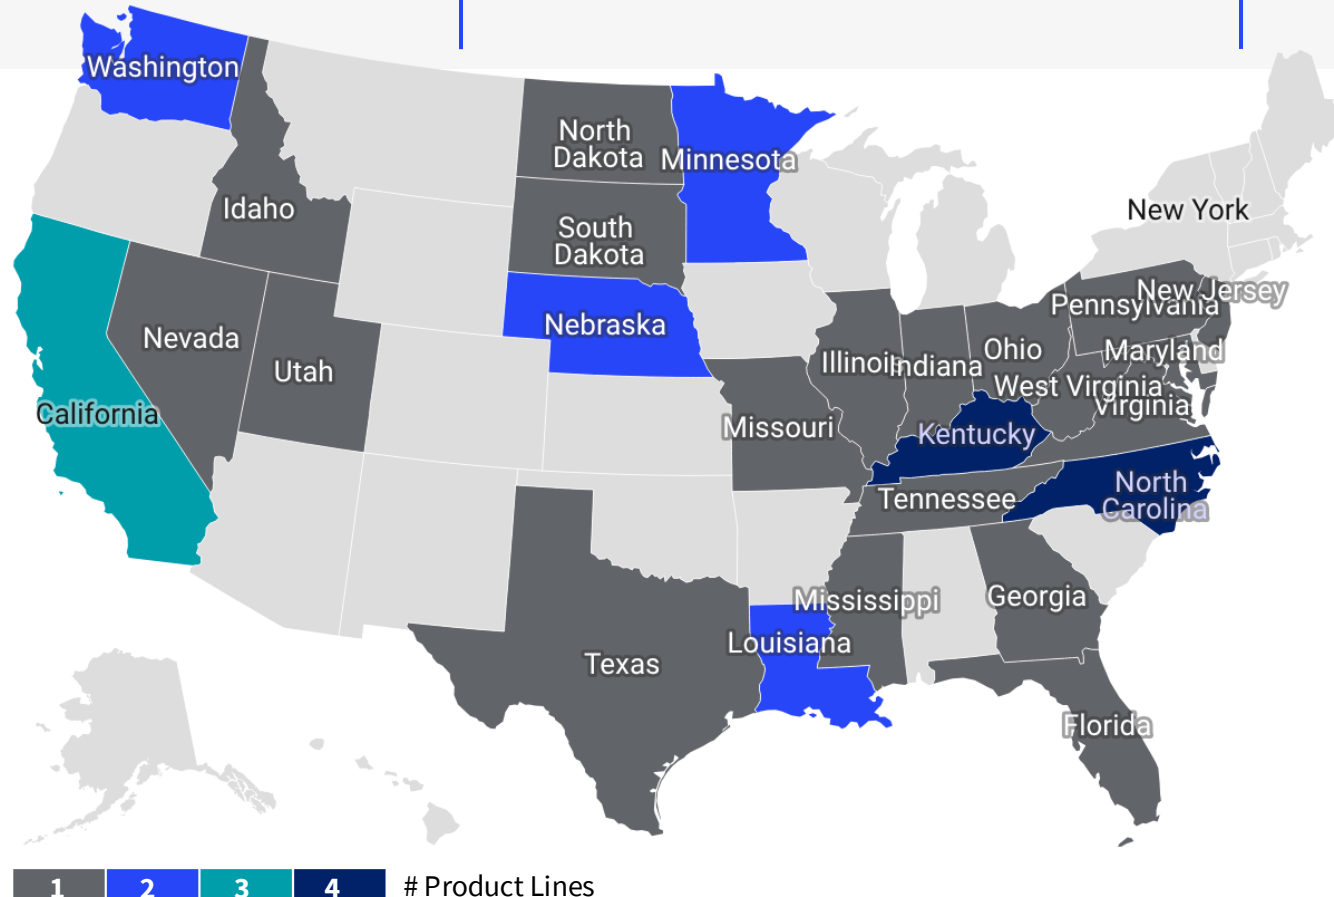 Washington
North
Dakota
Minnesota
Idaho
New York
South
Dakota
New Jersey
Pennsylvania
Nebraska
Nevada
Utah
Illinois
Indiana
Ohio
Maryland
West Virginia
Virginia
California
Missouri
Kentucky
Tennessee
North
Carolina
Mississippi
Georgia
Louisiana
Texas
Florida
1 2 3 4 # Product Lines